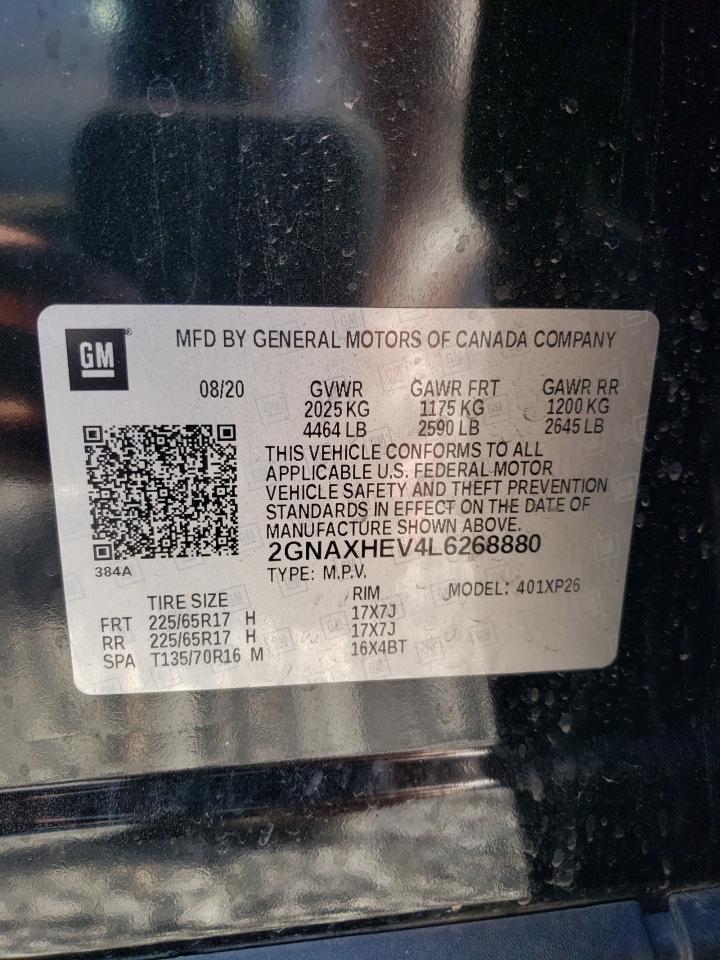 GM
MFD BY GENERAL MOTORS OF CANADA COMPANY
08/20 GVWR GAWR FRT GAWR RR
2025 KG 1175 KG 1200 KG
4464 LB 2590 LB 2645 LB
THIS VEHICLE CONFORMS TO ALL
APPLICABLE U.S. FEDERAL MOTOR
VEHICLE SAFETY AND THEFT PREVENTION
STANDARDS IN EFFECT ON THE DATE OF
MANUFACTURE SHOWN ABOVE.
2GNAXHEV4L6268880
384A
TYPE: M.P.V. MODEL: 401XP26
TIRE SIZE RIM
FRT 225/65R17 H 17X7J
RR 225/65R17 H 17X7J
SPA T135/70R16 M 16X4BT